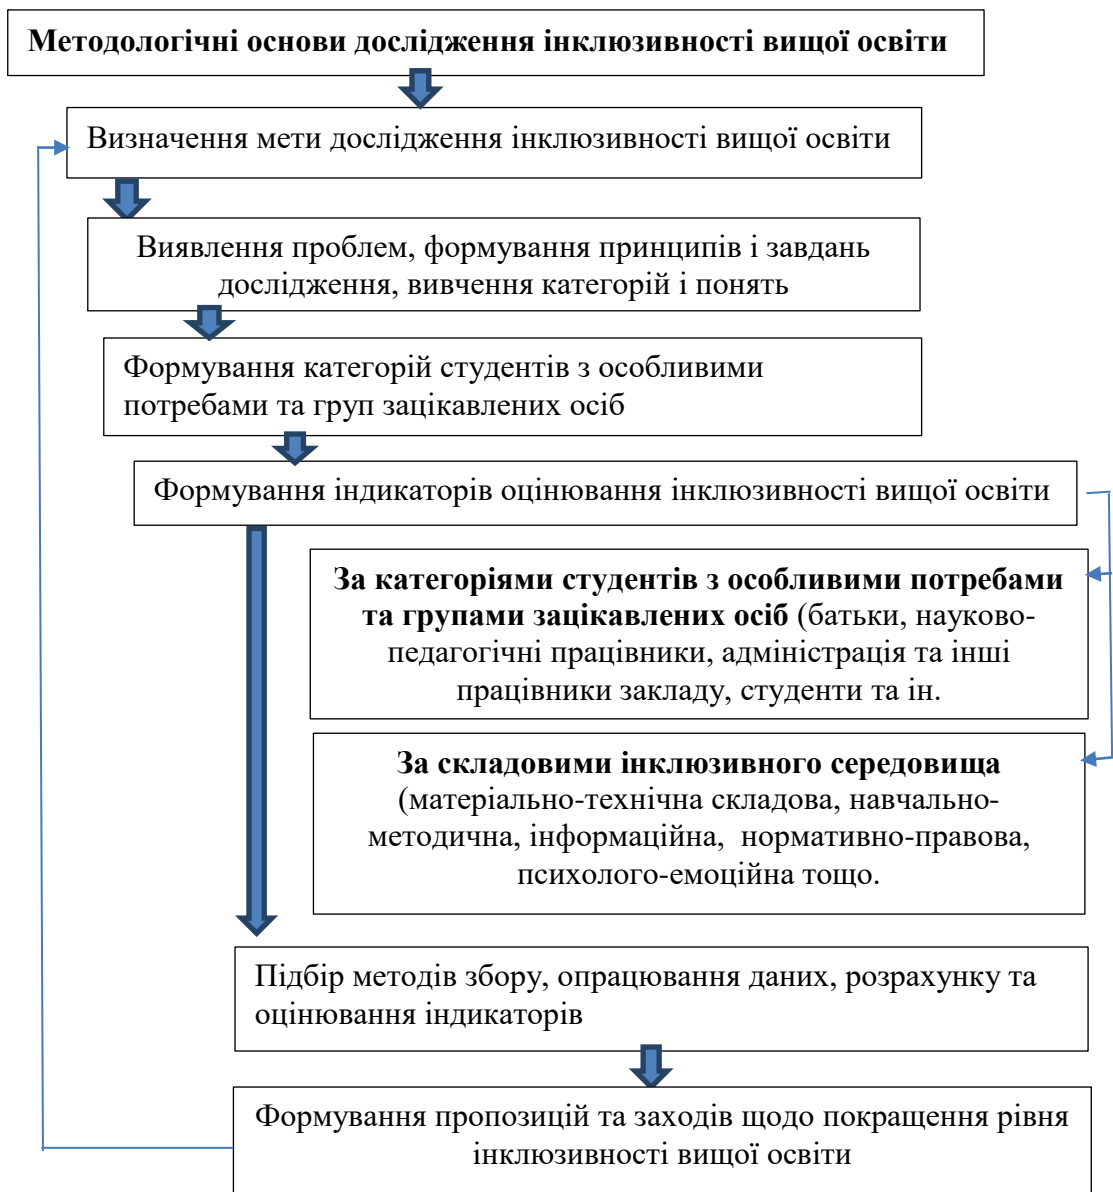 Методологічні основи дослідження інклюзивності вищої освіти
Визначення мети дослідження інклюзивності вищої освіти
Виявлення проблем, формування принципів і завдань
дослідження, вивчення категорій і понять
Формування категорій студентів з особливими
потребами та груп зацікавлених осіб
Формування індикаторів оцінювання інклюзивності вищої освіти
За категоріями студентів з особливими потребами
та групами зацікавлених осіб (батьки, науково-
педагогічні працівники, адміністрація та інші
працівники закладу, студенти та ін.
За складовими інклюзивного середовища
(матеріально-технічна складова, навчально-
методична, інформаційна, нормативно-правова,
психолого-емоційна тощо.
Підбір методів збору, опрацювання даних, розрахунку та
оцінювання індикаторів
Формування пропозицій та заходів щодо покращення рівня
інклюзивності вищої освіти